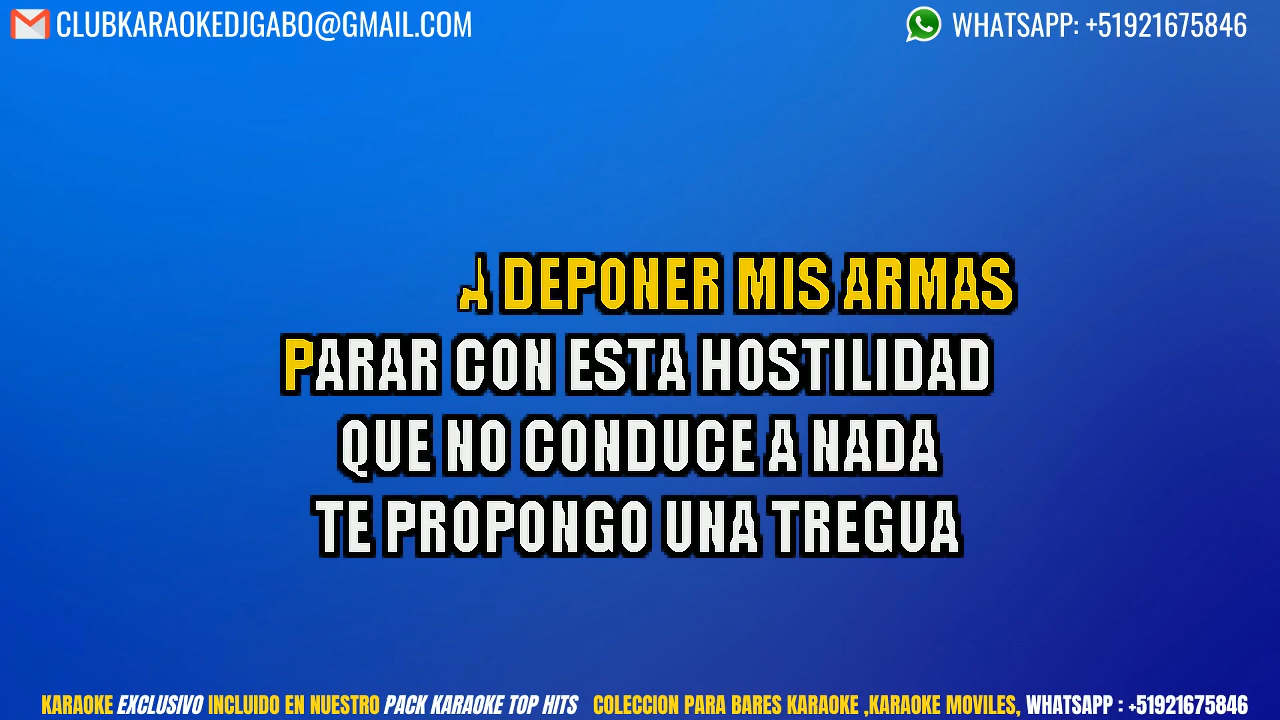 CLUBKARAOKEDJGABO@GMAIL.COM
WHATSAPP: +51921675846
A DEPONER MIS ARMAS
PARAR CON ESTA HOSTILIDAD
QUE NO CONDUCE A NADA
TE PROPONGO UNA TREGUA
KARAOKE EXCLUSIVO INCLUIDO EN NUESTRO PACK KARAOKE TOP HITS COLECCION PARA BARES KARAOKE ,KARAOKE MOVILES, WHATSAPP : +51921675846